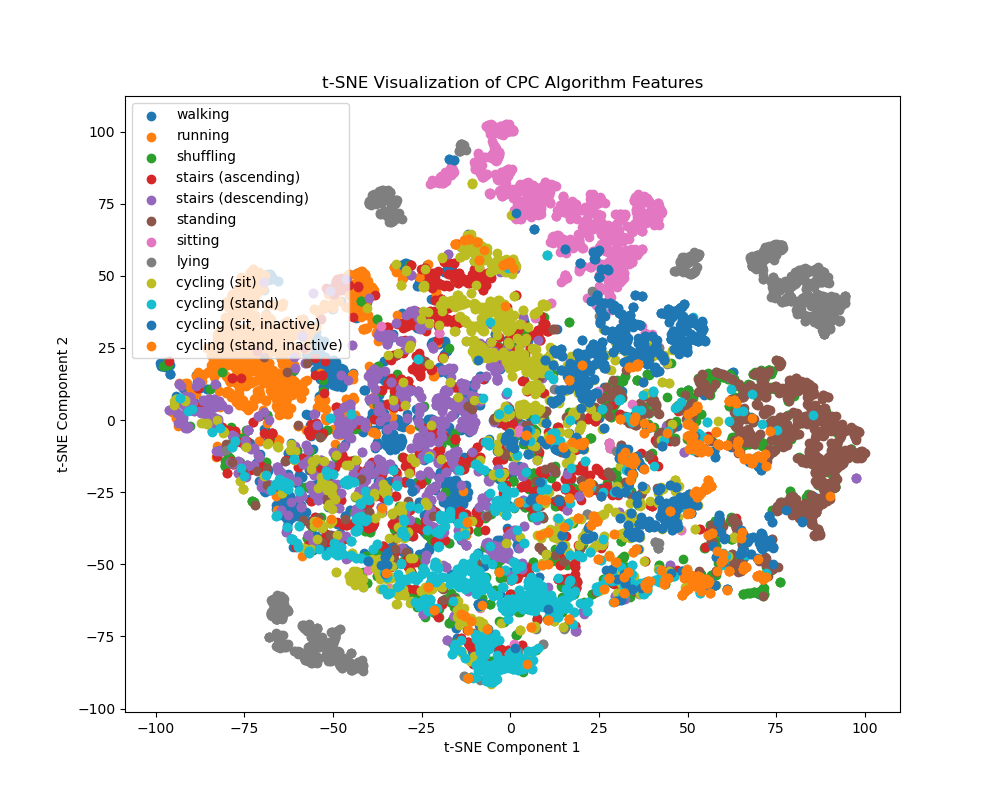 t-SNE Visualization of CPC Algorithm Features
walking
running
shuffling
stairs (ascending)
stairs (descending)
standing
sitting
lying
cycling (sit)
cycling (stand)
cycling (sit, inactive)
cycling (stand, inactive)
100
75
50
25
0
−25
−50
−75
−100
t-SNE Component 2
−100
−75
−50
−25
0
25
50
75
100
t-SNE Component 1